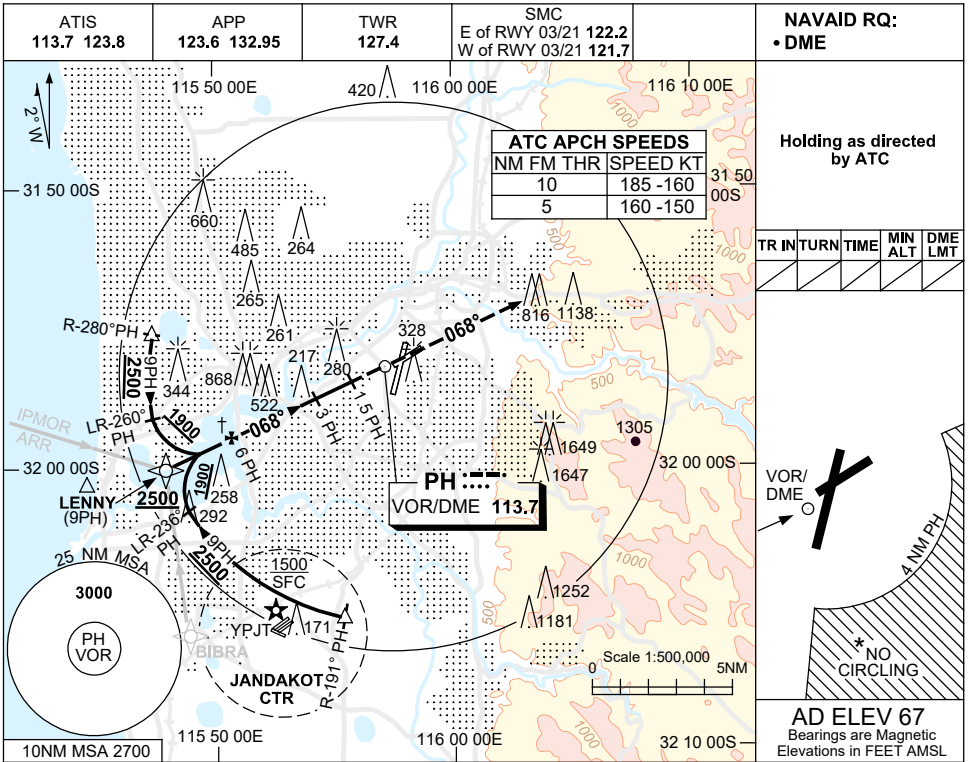 ATIS
113.7 123.8
APP
123.6 132.95
TWR
127.4
SMC
E of RWY 03/21 122.2
W of RWY 03/21 121.7
NAVAID RQ:
• DME
Holding as directed
by ATC
TR IN TURN TIME MIN ALT DME LMT
VOR/
DME
4 NM PH
* NO
CIRCLING
AD ELEV 67
Bearings are Magnetic
Elevations in FEET AMSL
2° W
115 50 00E
116 00 00E
116 10 00E
420
1000
ATC APCH SPEEDS
NM FM THR SPEED KT
10 185 -160
5 160 -150
31 50 00S
31 50
00S
660
485
264
500
1000
265
261
816
1138
R-280°PH
9PH
2500
344
868
522
217
280
328
068°
500
LR-260°
PH
1900
068°
3 PH
1.5 PH
6 PH
IPMOR
ARR
1305
1649
1647
32 00 00S
32 00 00S
LENNY
(9PH)
2500
1900
258
292
LR-236°
PH
PH
VOR/DME 113.7
9PH
2500
25 NM MSA
3000
PH
VOR
1500
SFC
1000
1252
1181
500
YPJT
171
R-191° PH
BIBRA
JANDAKOT
CTR
Scale 1:500,000
0 5NM
10NM MSA 2700
115 50 00E
116 00 00E
1000
32 10 00S